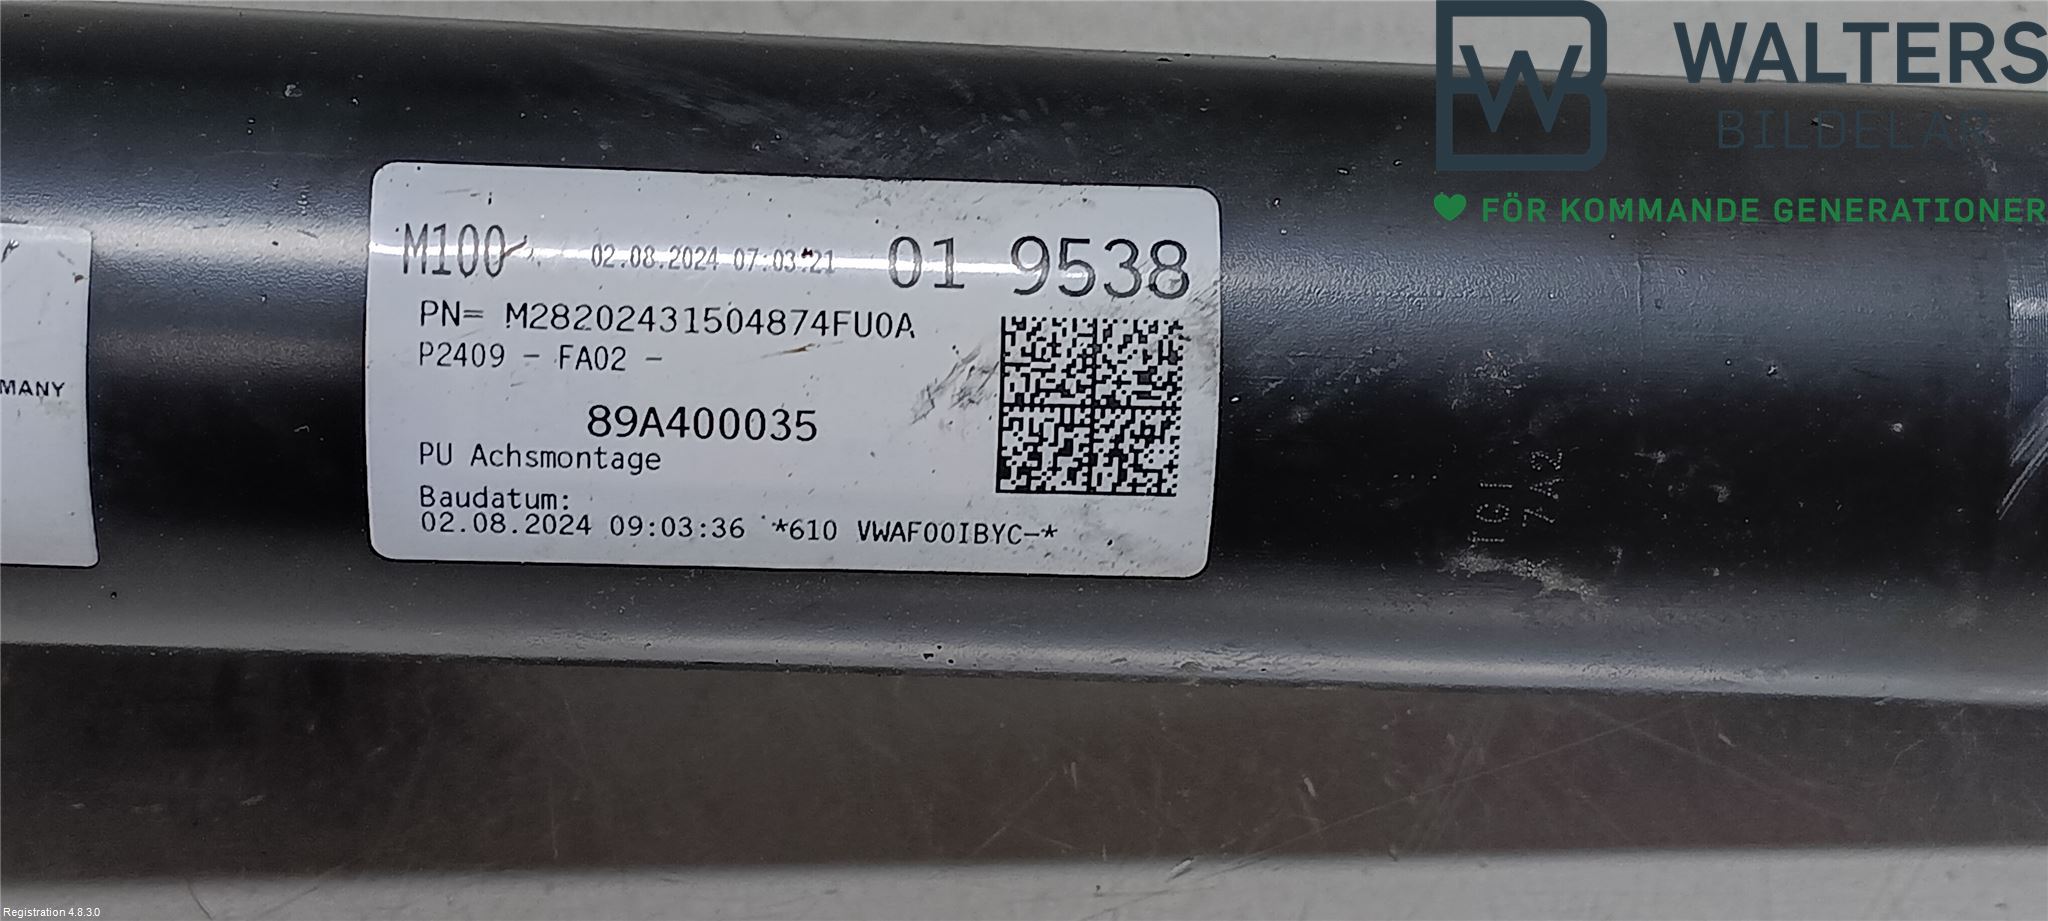 WALTERS
BILDELAR
FÖR KOMMANDE GENERATIONER
M100 02.08.2024 07:03:21 01 9538
PN= M28202431504874FU0A
P2409 - FA02 -
89A400035
PU Achsmontage
Baudatum:
02.08.2024 09:03:36 *610 VWAF00IBYC-*
MANY
Registration 4.8.3.0